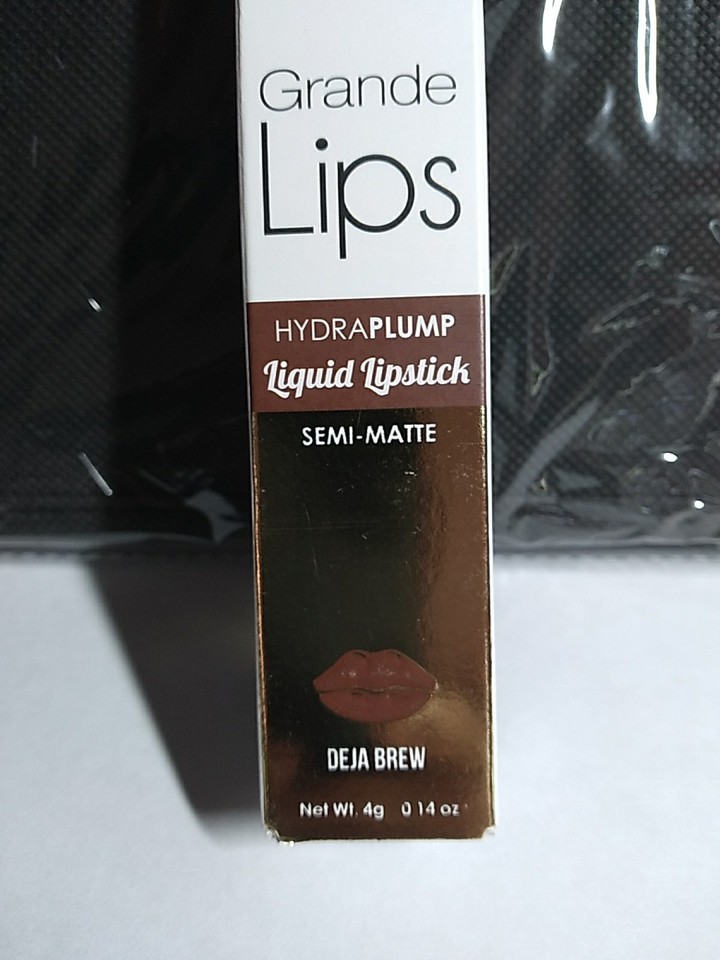 Grande
Lips
HYDRAPLUMP
Liquid Lipstick
SEMI-MATTE
DEJA BREW
Net Wt. 4g 0.14 oz